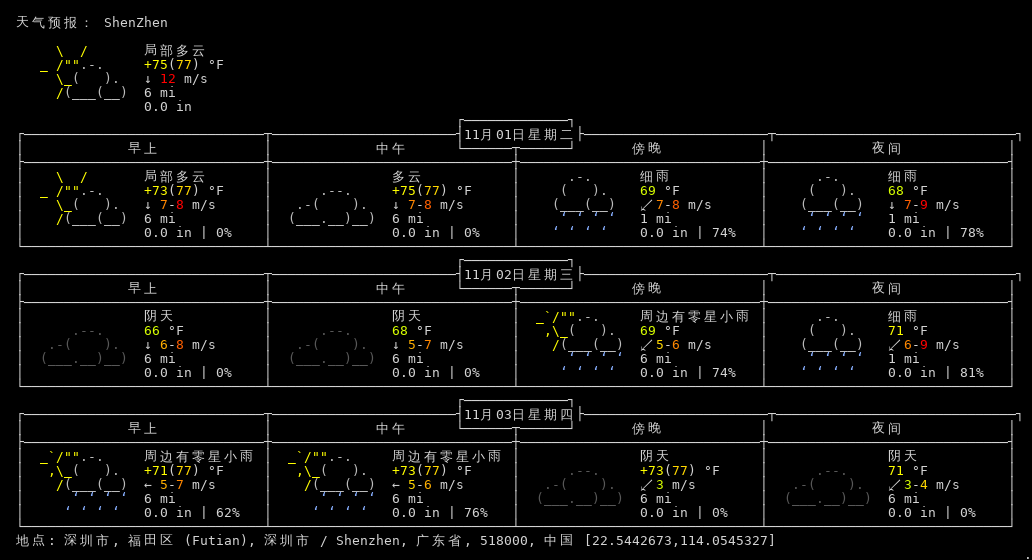 天气预报： ShenZhen
局部多云
+75(77) °F
↓ 12 m/s
6 mi
0.0 in
11月01日星期二
早上 中午 傍晚 夜间
局部多云 多云 细雨 细雨
+73(77) °F +75(77) °F 69 °F 68 °F
↓ 7-8 m/s ↓ 7-8 m/s ↙ 7-8 m/s ↓ 7-9 m/s
6 mi 6 mi 1 mi 1 mi
0.0 in | 0% 0.0 in | 0% 0.0 in | 74% 0.0 in | 78%
11月02日星期三
早上 中午 傍晚 夜间
阴天 阴天 周边有零星小雨 细雨
66 °F 68 °F 69 °F 71 °F
↓ 6-8 m/s ↓ 5-7 m/s ↙ 5-6 m/s ↙ 6-9 m/s
6 mi 6 mi 6 mi 1 mi
0.0 in | 0% 0.0 in | 0% 0.0 in | 74% 0.0 in | 81%
11月03日星期四
早上 中午 傍晚 夜间
周边有零星小雨 周边有零星小雨 阴天 阴天
+71(77) °F +73(77) °F +73(77) °F 71 °F
← 5-7 m/s ← 5-6 m/s ↙ 3 m/s ↙ 3-4 m/s
6 mi 6 mi 6 mi 6 mi
0.0 in | 62% 0.0 in | 76% 0.0 in | 0% 0.0 in | 0%
地点: 深圳市, 福田区 (Futian), 深圳市 / Shenzhen, 广东省, 518000, 中国 [22.5442673,114.0545327]